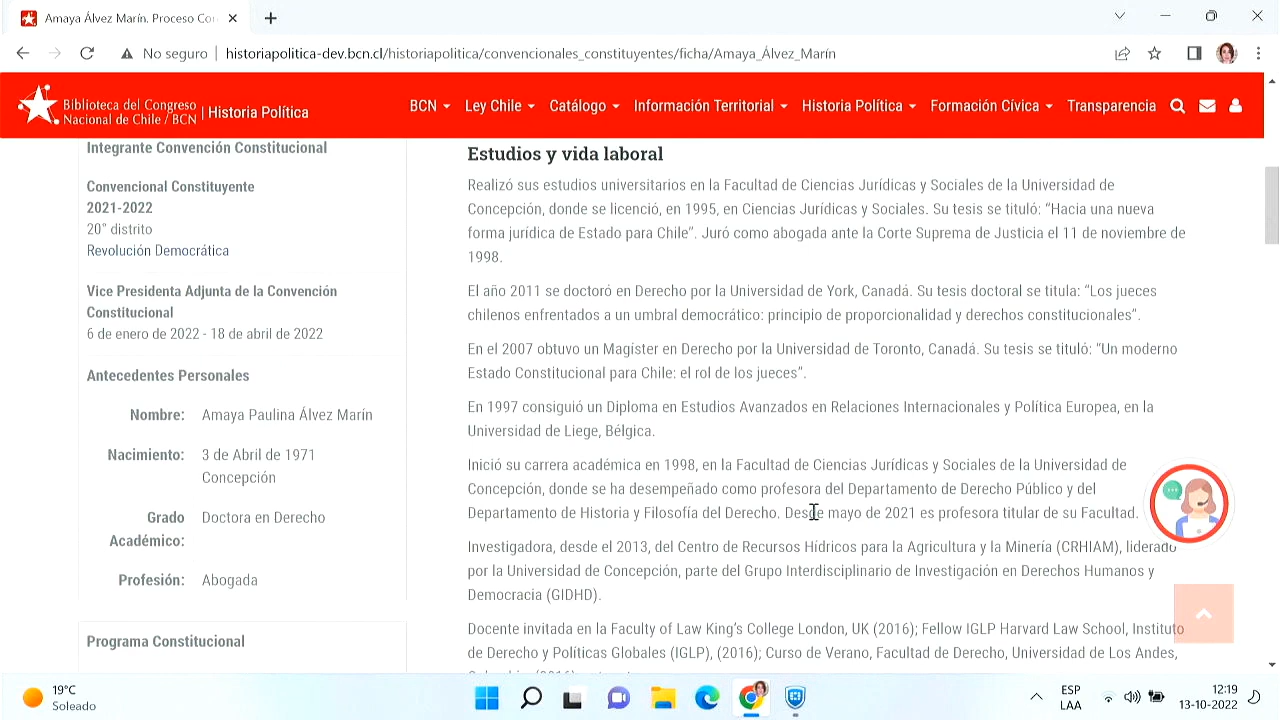 Amaya Álvez Marín. Proceso Con
No seguro
historiapolitica-dev.bcn.cl/historiapolitica/convencionales_constituyentes/ficha/Amaya_Álvez_Marín
Biblioteca del Congreso
Nacional de Chile / BCN
Historia Política
BCN
Ley Chile
Catálogo
Información Territorial
Historia Política
Formación Cívica
Transparencia
Integrante Convención Constitucional
Convencional Constituyente
2021-2022
20° distrito
Revolución Democrática
Vice Presidenta Adjunta de la Convención
Constitucional
6 de enero de 2022 - 18 de abril de 2022
Antecedentes Personales
Nombre: Amaya Paulina Álvez Marín
Nacimiento: 3 de Abril de 1971
Concepción
Grado Doctora en Derecho
Académico:
Profesión: Abogada
Programa Constitucional
Estudios y vida laboral
Realizó sus estudios universitarios en la Facultad de Ciencias Jurídicas y Sociales de la Universidad de
Concepción, donde se licenció, en 1995, en Ciencias Jurídicas y Sociales. Su tesis se tituló: “Hacia una nueva
forma jurídica de Estado para Chile”. Juró como abogada ante la Corte Suprema de Justicia el 11 de noviembre de
1998.
El año 2011 se doctoró en Derecho por la Universidad de York, Canadá. Su tesis doctoral se titula: “Los jueces
chilenos enfrentados a un umbral democrático: principio de proporcionalidad y derechos constitucionales”.
En el 2007 obtuvo un Magíster en Derecho por la Universidad de Toronto, Canadá. Su tesis se tituló: “Un moderno
Estado Constitucional para Chile: el rol de los jueces”.
En 1997 consiguió un Diploma en Estudios Avanzados en Relaciones Internacionales y Política Europea, en la
Universidad de Liege, Bélgica.
Inició su carrera académica en 1998, en la Facultad de Ciencias Jurídicas y Sociales de la Universidad de
Concepción, donde se ha desempeñado como profesora del Departamento de Derecho Público y del
Departamento de Historia y Filosofía del Derecho. Desde mayo de 2021 es profesora titular de su Facultad.
Investigadora, desde el 2013, del Centro de Recursos Hídricos para la Agricultura y la Minería (CRHIAM), liderado
por la Universidad de Concepción, parte del Grupo Interdisciplinario de Investigación en Derechos Humanos y
Democracia (GIDHD).
Docente invitada en la Faculty of Law King’s College London, UK (2016); Fellow IGLP Harvard Law School, Instituto
de Derecho y Políticas Globales (IGLP), (2016); Curso de Verano, Facultad de Derecho, Universidad de Los Andes,
19°C
Soleado
ESP
LAA
12:19
13-10-2022